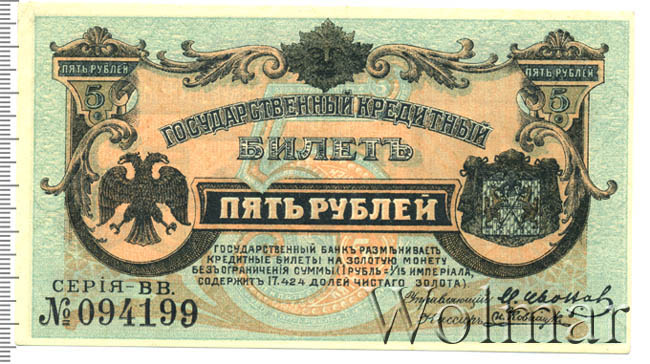 ПЯТЬ РУБЛЕЙ
5
ПЯТЬ РУБЛЕЙ
5
ГОСУДАРСТВЕННЫЙ КРЕДИТНЫЙ
БИЛЕТЪ
ПЯТЬ РУБЛЕЙ
ГОСУДАРСТВЕННЫЙ БАНК РАЗМѢНИВАЕТЪ
КРЕДИТНЫЕ БИЛЕТЫ НА ЗОЛОТУЮ МОНЕТУ
БЕЗ ОГРАНИЧЕНІЯ СУММЫ (1 РУБЛЬ = 1/15 ИМПЕРІАЛА,
СОДЕРЖИТЪ 17.424 ДОЛЕЙ ЧИСТАГО ЗОЛОТА)
СЕРІЯ-ВВ.
№ 094199
Управляющій
Кассиръ
Wolmar